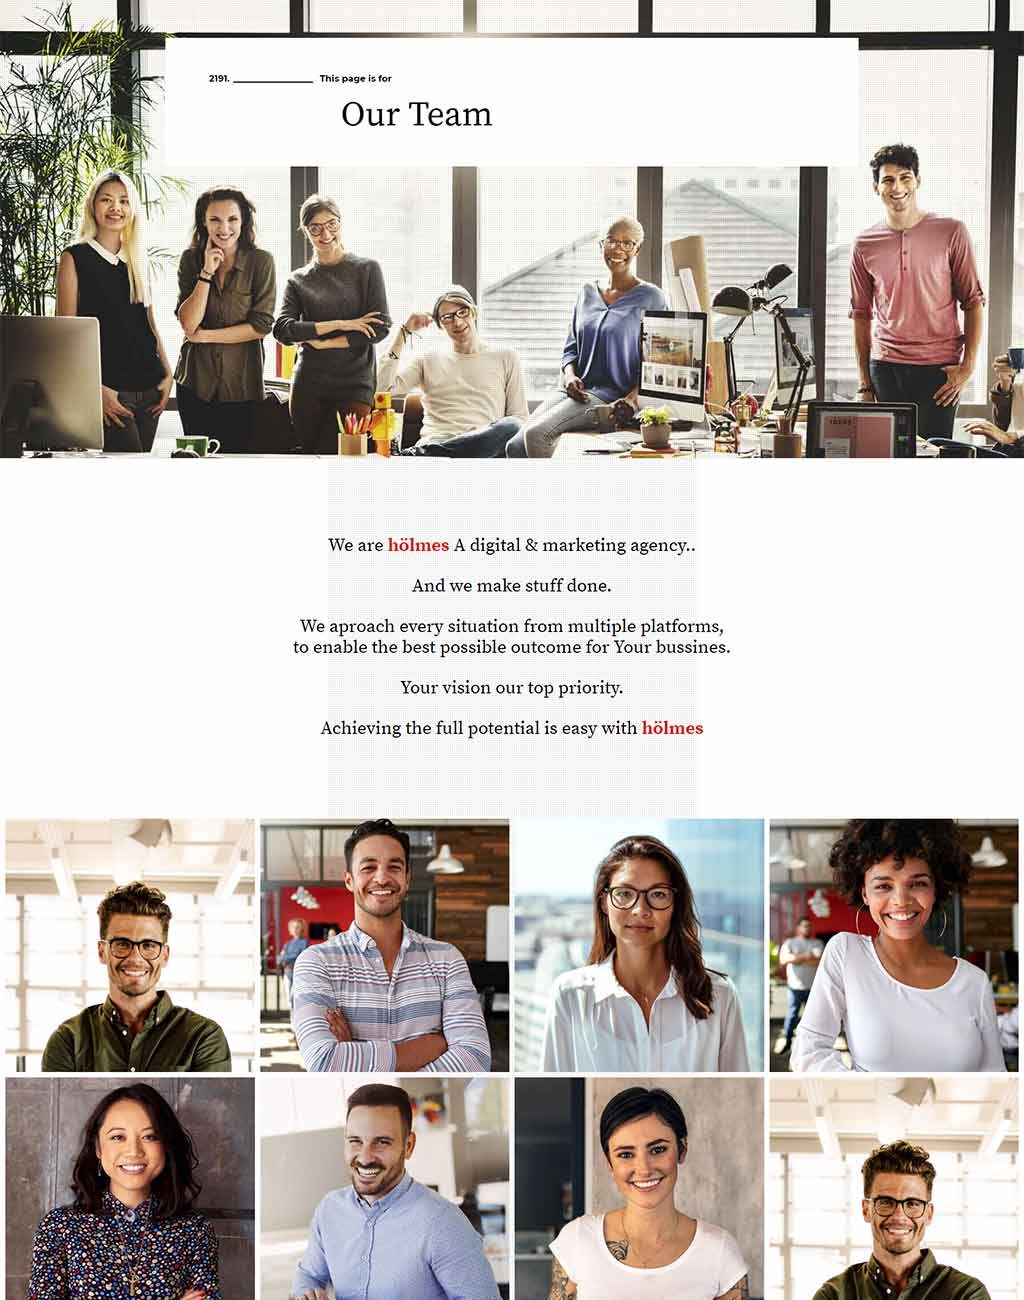 2191. This page is for
Our Team
We are hölmes A digital & marketing agency..
And we make stuff done.
We aproach every situation from multiple platforms,
to enable the best possible outcome for Your bussines.
Your vision our top priority.
Achieving the full potential is easy with hölmes